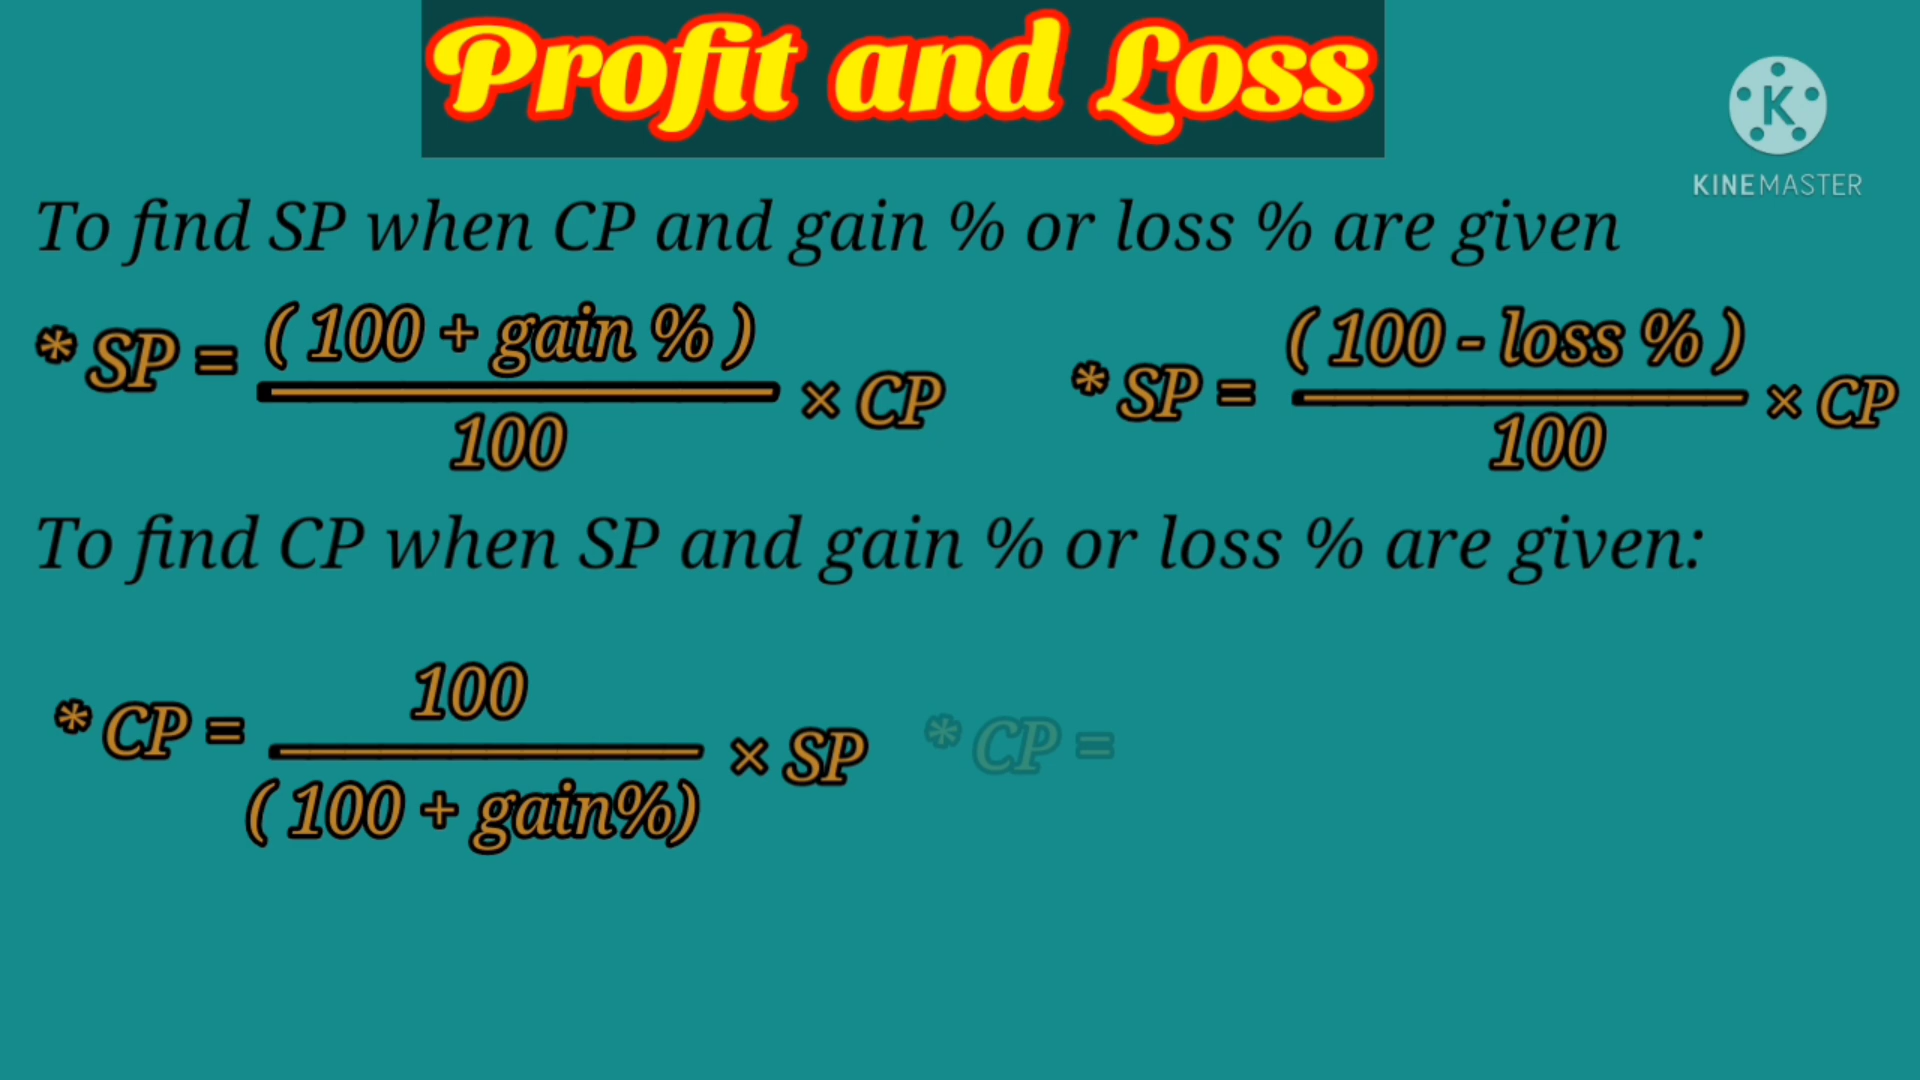 Profit and Loss
KINEMASTER
To find SP when CP and gain % or loss % are given
* SP = ( 100 + gain % ) / 100 × CP
* SP = ( 100 - loss % ) / 100 × CP
To find CP when SP and gain % or loss % are given:
* CP = 100 / ( 100 + gain%) × SP
* CP =